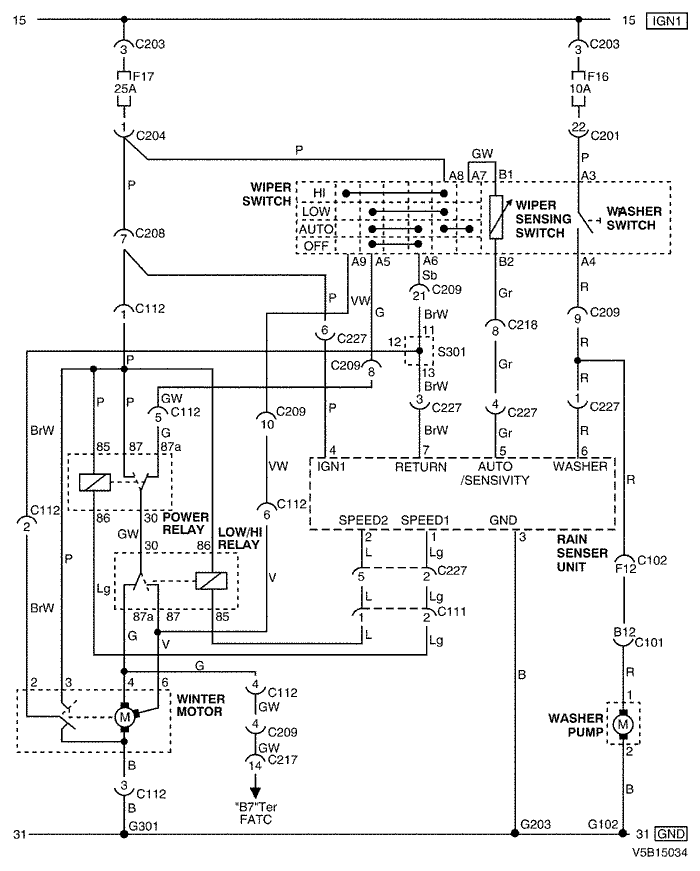 15 15 IGN1
C203 C203
3 3
F17 F16
25A 10A
1 22
C204 C201
P P
GW
A8 A7 B1 A3
WIPER SWITCH
HI
LOW
AUTO
OFF
WIPER SENSING SWITCH
WASHER SWITCH
P
7 C208
A9 A5 A6 B2 A4
Sb
21 C209
VW G BrW Gr R
P
1 C112
6 C227
8 C218
9 C209
12 11
S301
13
C209 8
P
BrW Gr R R
GW
5 C112
10 C209
3 C227
4 C227
1 C227
BrW P P G
P BrW Gr R
85 87 87a
4 7 5 6
IGN1 RETURN AUTO /SENSIVITY WASHER
VW
R
C112
2
86 30
POWER RELAY
6 C112
SPEED2 SPEED1 GND
RAIN SENSER UNIT
2 1 3
GW
30
LOW/HI RELAY
86
L Lg
5 2 C227
C102
F12
P
Lg
V
L Lg
BrW
87a 87 85
1 2 C111
G V
L Lg
B12
C101
G
2 3 4 6
4 C112
B
R
GW
WINTER MOTOR
M
4 C209
GW
14 C217
1
WASHER PUMP
M
2
B
3 C112
B
"B7"Ter
FATC
B
31 G301 G203 G102 31 GND
V5B15034